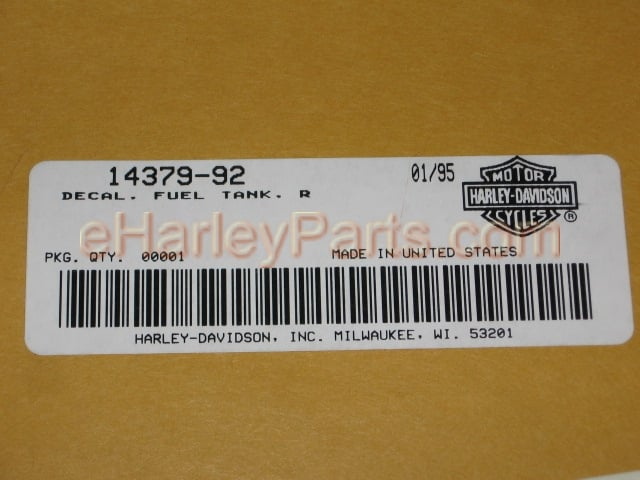 14379-92 01/95
DECAL. FUEL TANK. R
MOTOR
HARLEY-DAVIDSON
CYCLES ®
eHarleyParts.com
PKG. QTY. 00001 MADE IN UNITED STATES
HARLEY-DAVIDSON, INC. MILWAUKEE, WI. 53201